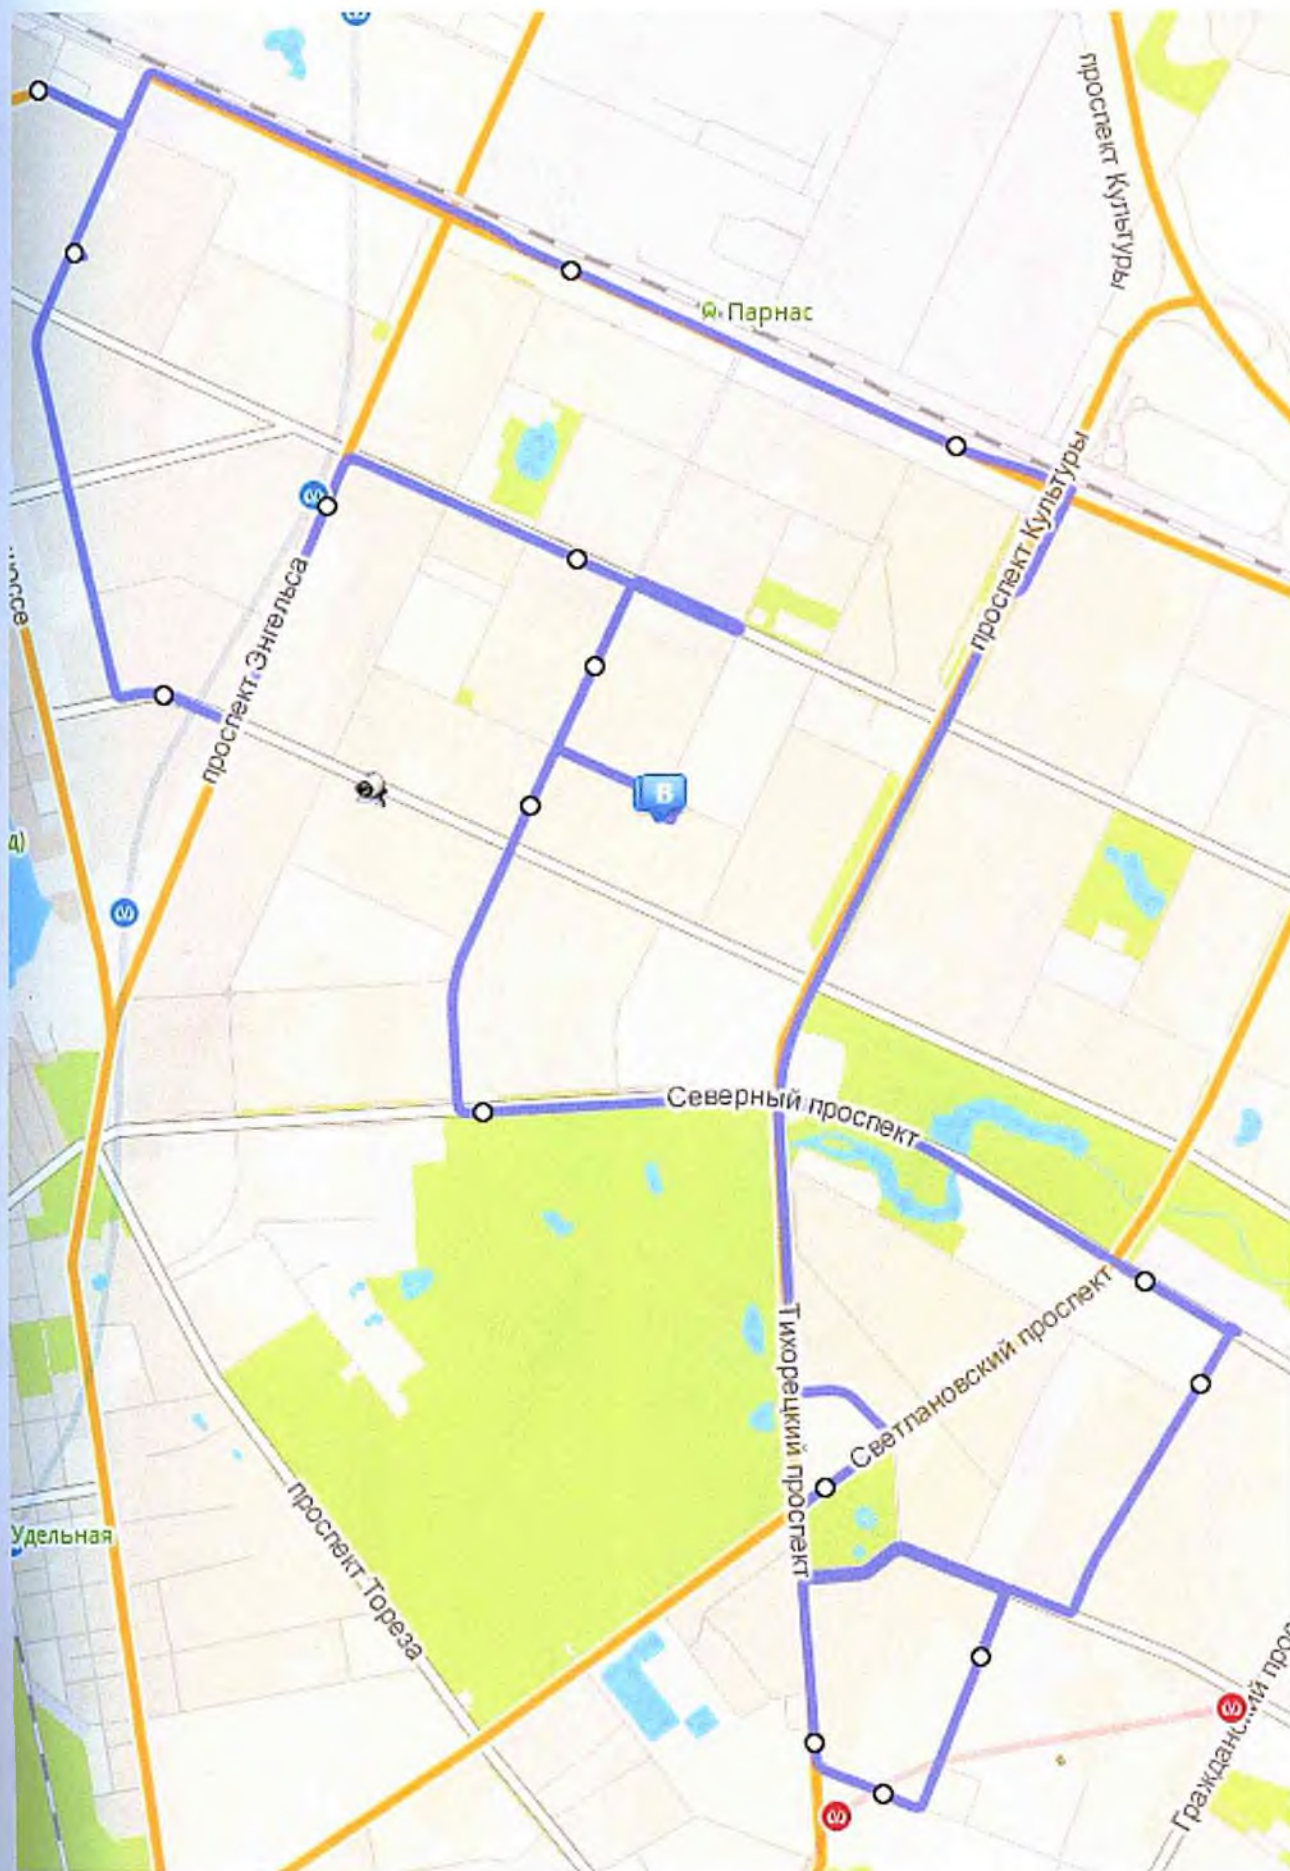 проспект Культуры
Парнас
проспект Культуры
проспект Энгельса
В
Северный проспект
Светлановский проспект
Тихорецкий проспект
Удельная
проспект Тореза